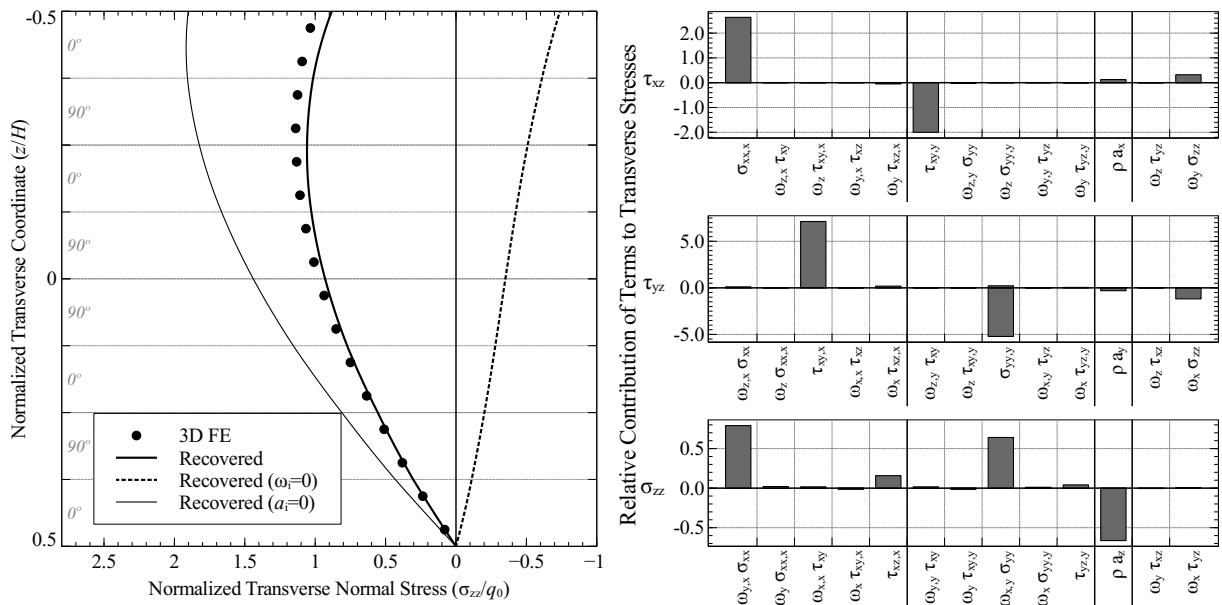 Normalized Transverse Coordinate (z/H)
-0.5
0
0.5
0°
90°
0°
90°
90°
0°
90°
0°
3D FE
Recovered
Recovered (ωi=0)
Recovered (ai=0)
2 1.5 1 0.5 0 −0.5 −1
Normalized Transverse Normal Stress (σzz/q0)
Relative Contribution of Terms to Transverse Stresses
τxz
2.0
1.0
0.0
-1.0
-2.0
σxx,x
ωz,x τxy
ωz τxy,x
ωy,x τxz
ωy τxz,x
τxy,y
ωz,y σyy
ωz σyy,y
ωy,y τyz
ωy τyz,y
ρ ax
ωz τyz
ωy σzz
τyz
5.0
0.0
-5.0
ωz,x σxx
ωz σxx,x
τxy,x
ωx,x τxz
ωx τxz,x
ωz,y τxy
ωz τxy,y
σyy,y
ωx,y τyz
ωx τyz,y
ρ ay
ωz τxz
ωx σzz
σzz
0.5
0.0
-0.5
ωy,x σxx
ωy σxx,x
ωx,x τxy
ωx τxy,x
τxz,x
ωy,y τxy
ωy τxy,y
ωx,y σyy
ωx σyy,y
τyz,y
ρ az
ωy τxz
ωx τyz